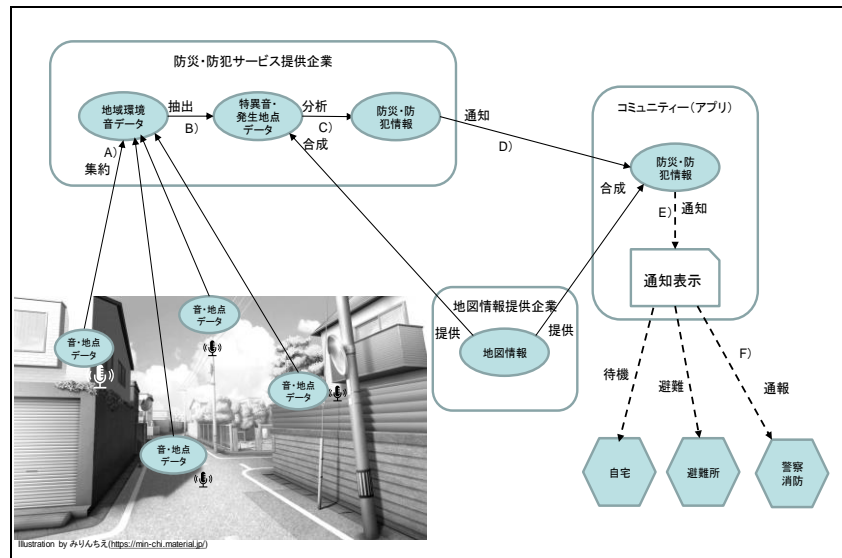 防災・防犯サービス提供企業
地域環境
音データ
抽出
B)
特異音・
発生地点
データ
分析
C)
合成
防災・防
犯情報
通知
D)
A)
集約
コミュニティー(アプリ)
防災・防
犯情報
合成
E)
通知
通知表示
地図情報提供企業
提供
提供
地図情報
音・地点
データ
音・地点
データ
音・地点
データ
音・地点
データ
待機
避難
F)
通報
自宅
避難所
警察
消防
Illustration by みりんちえ(https://min-chi.material.jp/)